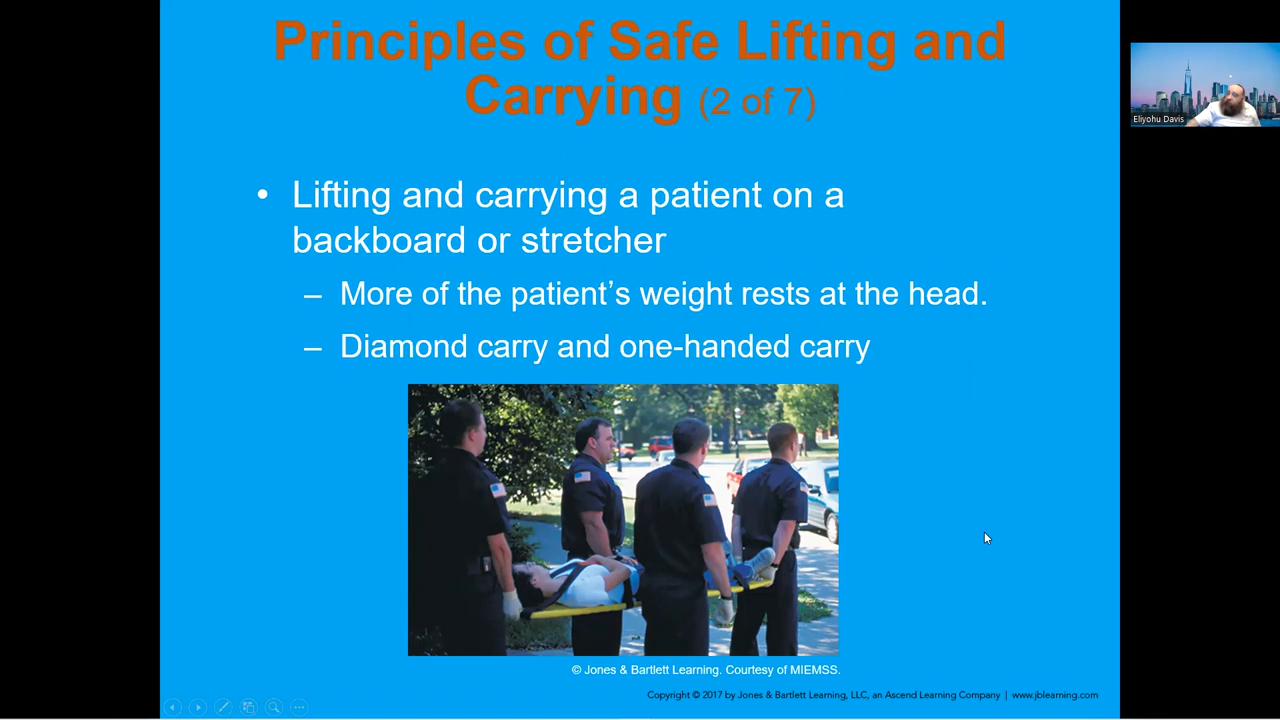 Principles of Safe Lifting and
Carrying (2 of 7)
• Lifting and carrying a patient on a
backboard or stretcher
– More of the patient’s weight rests at the head.
– Diamond carry and one-handed carry
© Jones & Bartlett Learning. Courtesy of MIEMSS.
Copyright © 2017 by Jones & Bartlett Learning, LLC, an Ascend Learning Company | www.jblearning.com
Eliyohu Davis